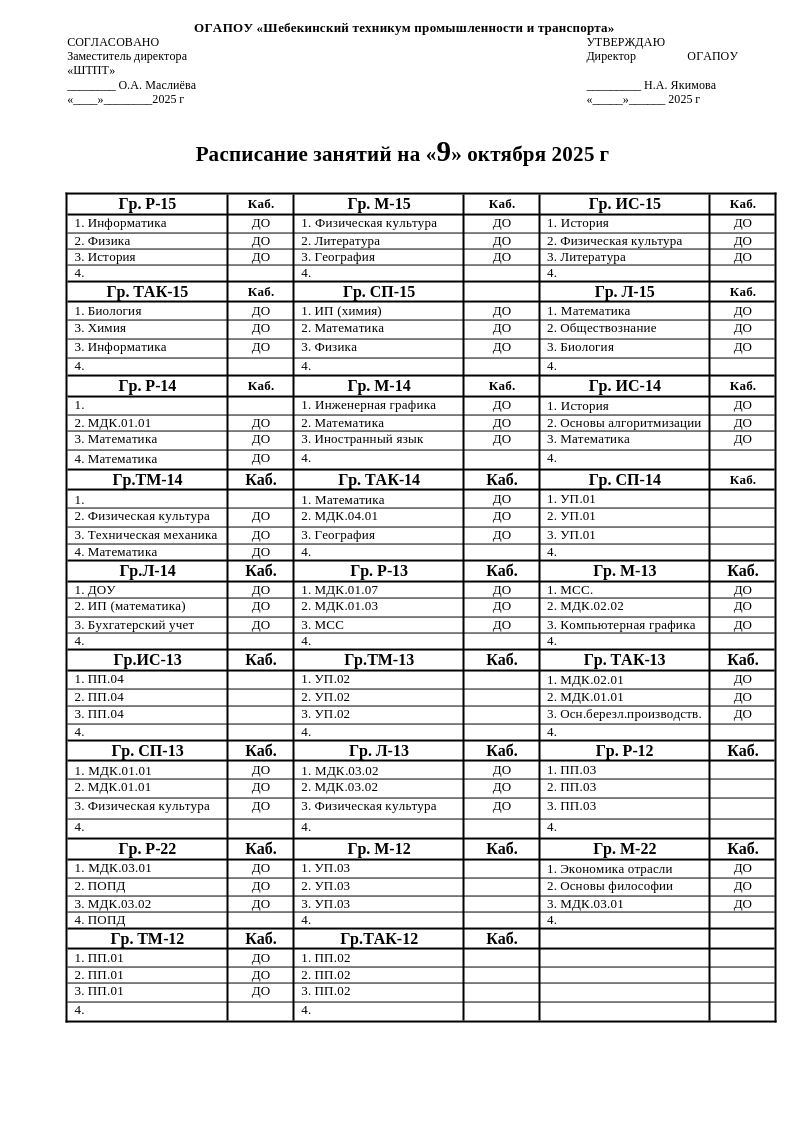 ОГАПОУ «Шебекинский техникум промышленности и транспорта»
СОГЛАСОВАНО УТВЕРЖДАЮ
Заместитель директора Директор ОГАПОУ
«ШТПТ»
________ О.А. Маслиёва _________ Н.А. Якимова
«____»________2025 г «_____»______ 2025 г
Расписание занятий на «9» октября 2025 г
Гр. Р-15 Каб. Гр. М-15 Каб. Гр. ИС-15 Каб.
1. Информатика ДО 1. Физическая культура ДО 1. История ДО
2. Физика ДО 2. Литература ДО 2. Физическая культура ДО
3. История ДО 3. География ДО 3. Литература ДО
4. 4. 4.
Гр. ТАК-15 Каб. Гр. СП-15 Гр. Л-15 Каб.
1. Биология ДО 1. ИП (химия) ДО 1. Математика ДО
3. Химия ДО 2. Математика ДО 2. Обществознание ДО
3. Информатика ДО 3. Физика ДО 3. Биология ДО
4. 4. 4.
Гр. Р-14 Каб. Гр. М-14 Каб. Гр. ИС-14 Каб.
1. 1. Инженерная графика ДО 1. История ДО
2. МДК.01.01 ДО 2. Математика ДО 2. Основы алгоритмизации ДО
3. Математика ДО 3. Иностранный язык ДО 3. Математика ДО
4. Математика ДО 4. 4.
Гр.ТМ-14 Каб. Гр. ТАК-14 Каб. Гр. СП-14 Каб.
1. 1. Математика ДО 1. УП.01
2. Физическая культура ДО 2. МДК.04.01 ДО 2. УП.01
3. Техническая механика ДО 3. География ДО 3. УП.01
4. Математика ДО 4. 4.
Гр.Л-14 Каб. Гр. Р-13 Каб. Гр. М-13 Каб.
1. ДОУ ДО 1. МДК.01.07 ДО 1. МСС. ДО
2. ИП (математика) ДО 2. МДК.01.03 ДО 2. МДК.02.02 ДО
3. Бухгатерский учет ДО 3. МСС ДО 3. Компьютерная графика ДО
4. 4. 4.
Гр.ИС-13 Каб. Гр.ТМ-13 Каб. Гр. ТАК-13 Каб.
1. ПП.04 1. УП.02 1. МДК.02.01 ДО
2. ПП.04 2. УП.02 2. МДК.01.01 ДО
3. ПП.04 3. УП.02 3. Осн.березл.производств. ДО
4. 4. 4.
Гр. СП-13 Каб. Гр. Л-13 Каб. Гр. Р-12 Каб.
1. МДК.01.01 ДО 1. МДК.03.02 ДО 1. ПП.03
2. МДК.01.01 ДО 2. МДК.03.02 ДО 2. ПП.03
3. Физическая культура ДО 3. Физическая культура ДО 3. ПП.03
4. 4. 4.
Гр. Р-22 Каб. Гр. М-12 Каб. Гр. М-22 Каб.
1. МДК.03.01 ДО 1. УП.03 1. Экономика отрасли ДО
2. ПОПД ДО 2. УП.03 2. Основы философии ДО
3. МДК.03.02 ДО 3. УП.03 3. МДК.03.01 ДО
4. ПОПД 4. 4.
Гр. ТМ-12 Каб. Гр.ТАК-12 Каб.
1. ПП.01 ДО 1. ПП.02
2. ПП.01 ДО 2. ПП.02
3. ПП.01 ДО 3. ПП.02
4. 4.